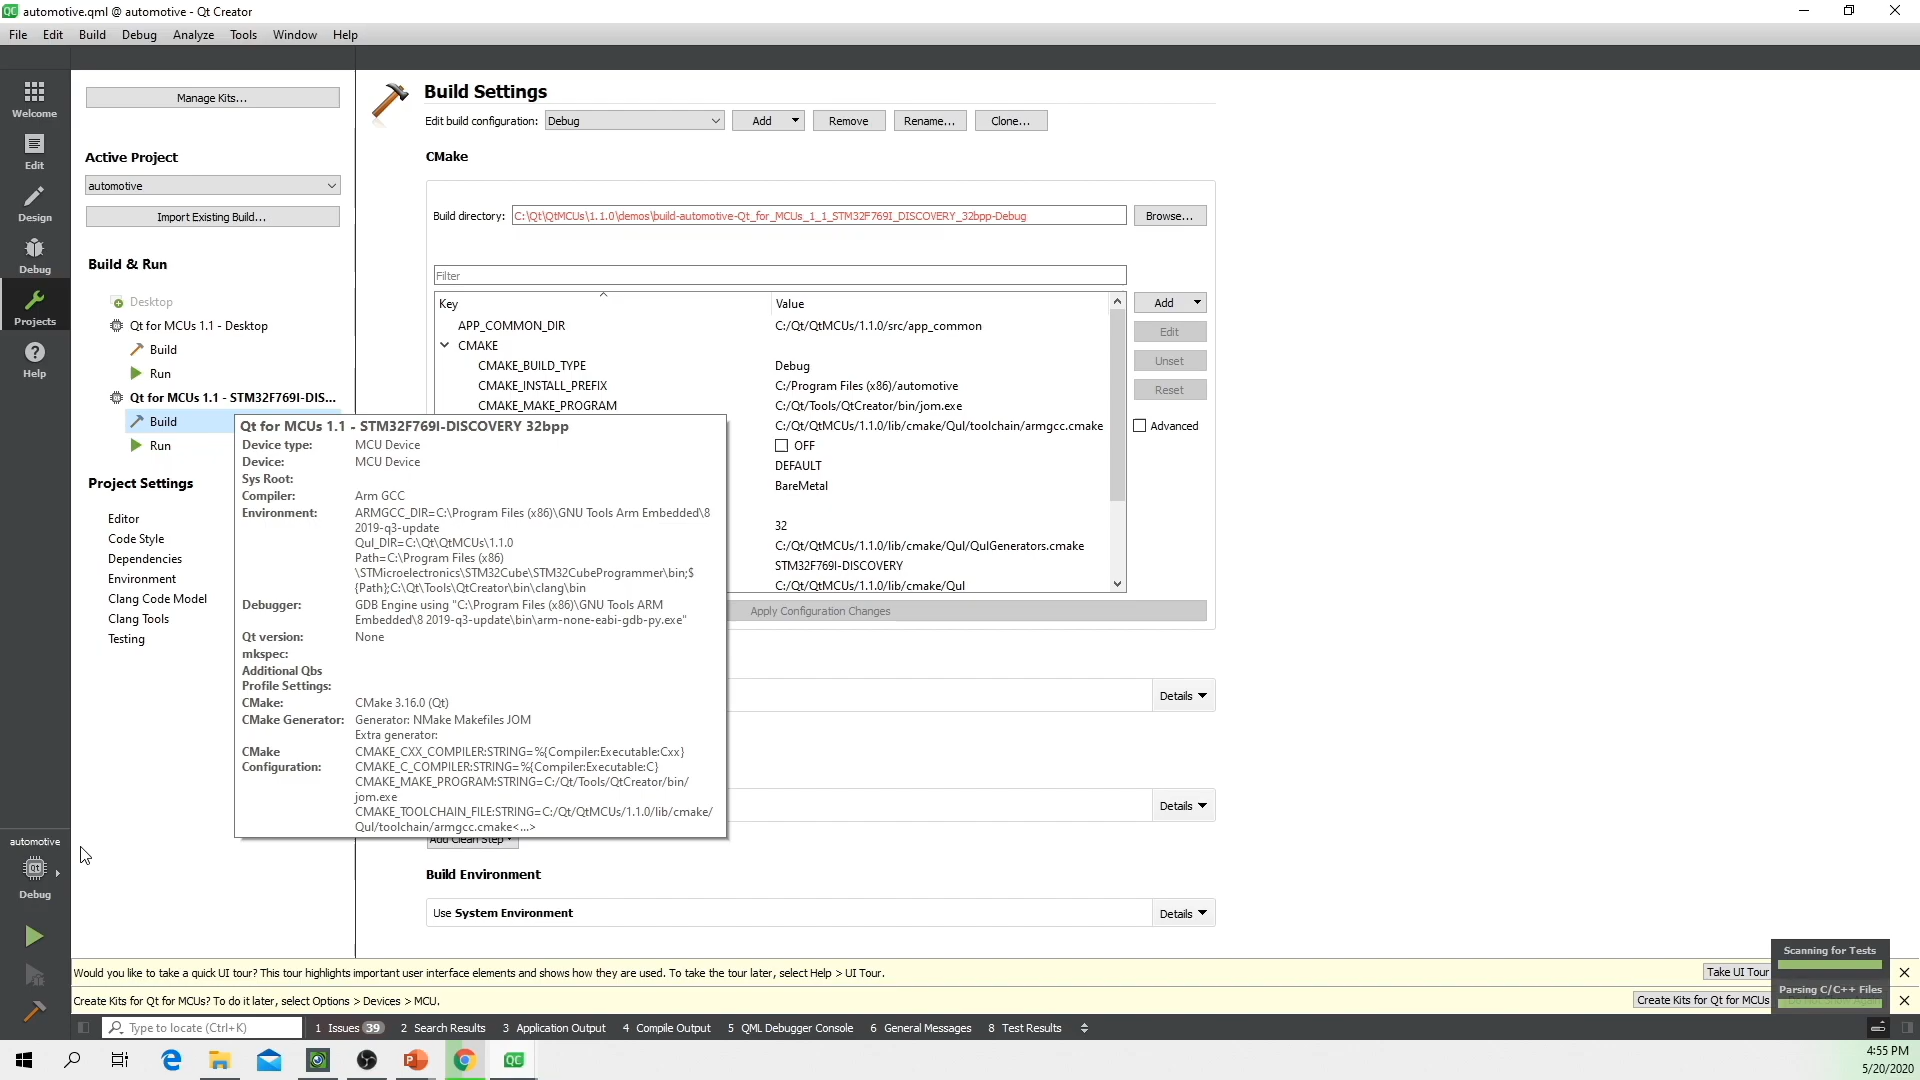 automotive.qml @ automotive - Qt Creator
File Edit Build Debug Analyze Tools Window Help
Welcome
Edit
Design
Debug
Projects
Help
automotive
Debug
Manage Kits...
Active Project
automotive
Import Existing Build...
Build & Run
Desktop
Qt for MCUs 1.1 - Desktop
Build
Run
Qt for MCUs 1.1 - STM32F769I-DIS...
Build
Run
Project Settings
Editor
Code Style
Dependencies
Environment
Clang Code Model
Clang Tools
Testing
Build Settings
Edit build configuration: Debug Add Remove Rename... Clone...
CMake
Build directory: C:\Qt\QtMCUs\1.1.0\demos\build-automotive-Qt_for_MCUs_1_1_STM32F769I_DISCOVERY_32bpp-Debug Browse...
Filter
Key Value
APP_COMMON_DIR C:/Qt/QtMCUs/1.1.0/src/app_common
CMAKE
CMAKE_BUILD_TYPE Debug
CMAKE_INSTALL_PREFIX C:/Program Files (x86)/automotive
CMAKE_MAKE_PROGRAM C:/Qt/Tools/QtCreator/bin/jom.exe
C:/Qt/QtMCUs/1.1.0/lib/cmake/Qul/toolchain/armgcc.cmake
OFF
DEFAULT
BareMetal
32
C:/Qt/QtMCUs/1.1.0/lib/cmake/Qul/QulGenerators.cmake
STM32F769I-DISCOVERY
C:/Qt/QtMCUs/1.1.0/lib/cmake/Qul
Add
Edit
Unset
Reset
Advanced
Apply Configuration Changes
Qt for MCUs 1.1 - STM32F769I-DISCOVERY 32bpp
Device type: MCU Device
Device: MCU Device
Sys Root:
Compiler: Arm GCC
Environment: ARMGCC_DIR=C:\Program Files (x86)\GNU Tools Arm Embedded\8
2019-q3-update
Qul_DIR=C:\Qt\QtMCUs\1.1.0
Path=C:\Program Files (x86)
\STMicroelectronics\STM32Cube\STM32CubeProgrammer\bin;$
{Path};C:\Qt\Tools\QtCreator\bin\clang\bin
Debugger: GDB Engine using "C:\Program Files (x86)\GNU Tools ARM
Embedded\8 2019-q3-update\bin\arm-none-eabi-gdb-py.exe"
Qt version: None
mkspec:
Additional Qbs
Profile Settings:
CMake: CMake 3.16.0 (Qt)
CMake Generator: Generator: NMake Makefiles JOM
Extra generator:
CMake CMAKE_CXX_COMPILER:STRING=%{Compiler:Executable:Cxx}
Configuration: CMAKE_C_COMPILER:STRING=%{Compiler:Executable:C}
CMAKE_MAKE_PROGRAM:STRING=C:/Qt/Tools/QtCreator/bin/
jom.exe
CMAKE_TOOLCHAIN_FILE:STRING=C:/Qt/QtMCUs/1.1.0/lib/cmake/
Qul/toolchain/armgcc.cmake<...>
Details
Details
Add Clean Step
Build Environment
Use System Environment Details
Scanning for Tests
Parsing C/C++ Files
Would you like to take a quick UI tour? This tour highlights important user interface elements and shows how they are used. To take the tour later, select Help > UI Tour. Take UI Tour
Create Kits for Qt for MCUs? To do it later, select Options > Devices > MCU. Create Kits for Qt for MCUs
Type to locate (Ctrl+K) 1 Issues 39 2 Search Results 3 Application Output 4 Compile Output 5 QML Debugger Console 6 General Messages 8 Test Results
4:55 PM
5/20/2020